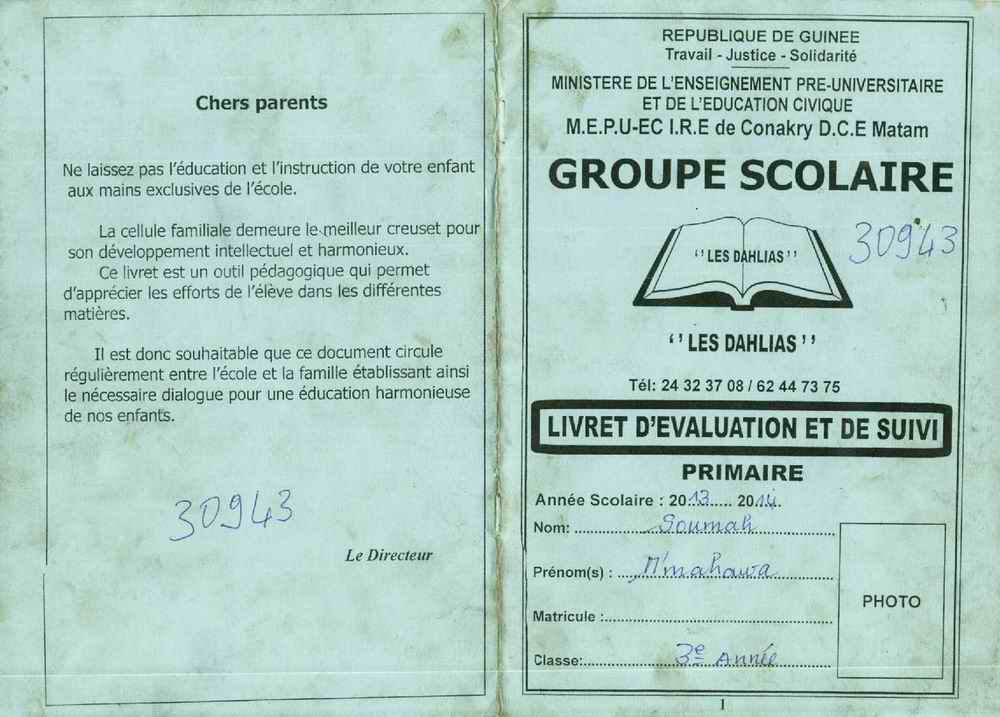 Chers parents
Ne laissez pas l'éducation et l'instruction de votre enfant
aux mains exclusives de l'école.
La cellule familiale demeure le meilleur creuset pour
son développement intellectuel et harmonieux.
Ce livret est un outil pédagogique qui permet
d'apprécier les efforts de l'élève dans les différentes
matières.
Il est donc souhaitable que ce document circule
régulièrement entre l'école et la famille établissant ainsi
le nécessaire dialogue pour une éducation harmonieuse
de nos enfants.
30943
Le Directeur
REPUBLIQUE DE GUINEE
Travail - Justice - Solidarité
MINISTERE DE L'ENSEIGNEMENT PRE-UNIVERSITAIRE
ET DE L'EDUCATION CIVIQUE
M.E.P.U-EC I.R.E de Conakry D.C.E Matam
GROUPE SCOLAIRE
30943
''LES DAHLIAS''
''LES DAHLIAS''
Tél: 24 32 37 08 / 62 44 73 75
LIVRET D'EVALUATION ET DE SUIVI
PRIMAIRE
Année Scolaire : 2013..... 2014.
Nom: Soumah
Prénom(s) : M'mahawa
Matricule :
Classe: 3e Année
PHOTO
1